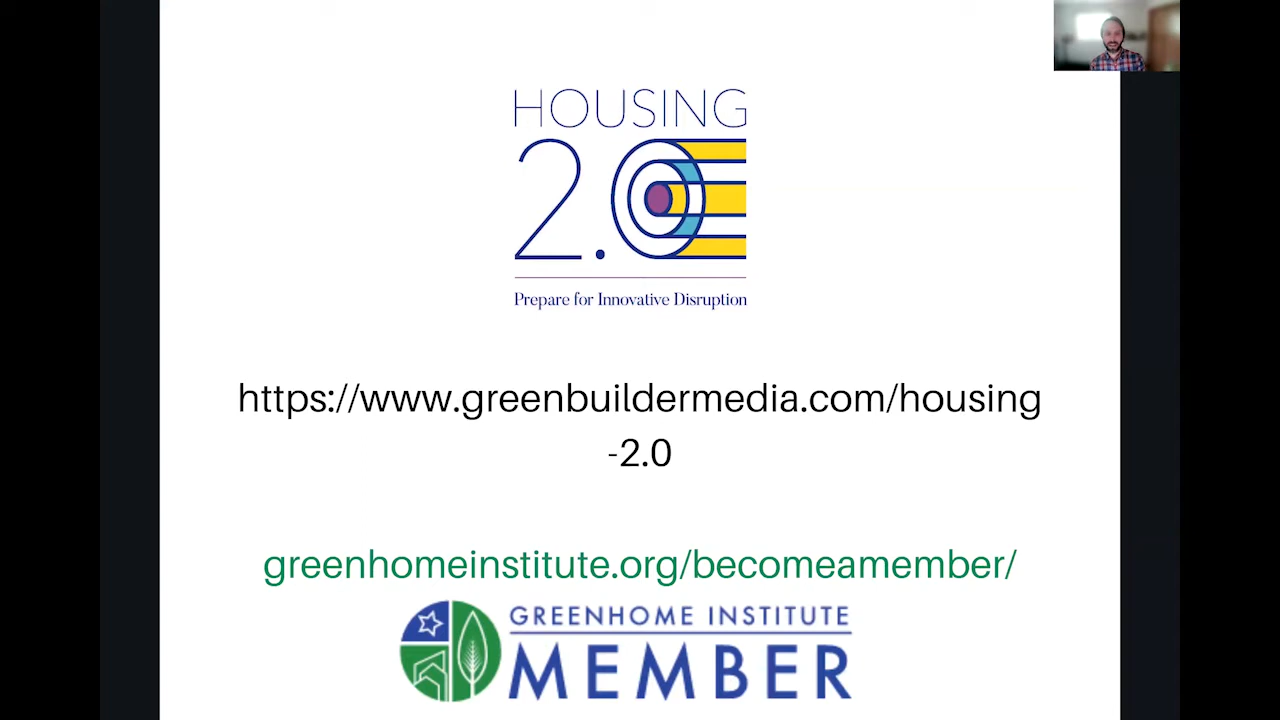 HOUSING
2.0
Prepare for Innovative Disruption
https://www.greenbuildermedia.com/housing
-2.0
greenhomeinstitute.org/becomeamember/
GREENHOME INSTITUTE
MEMBER